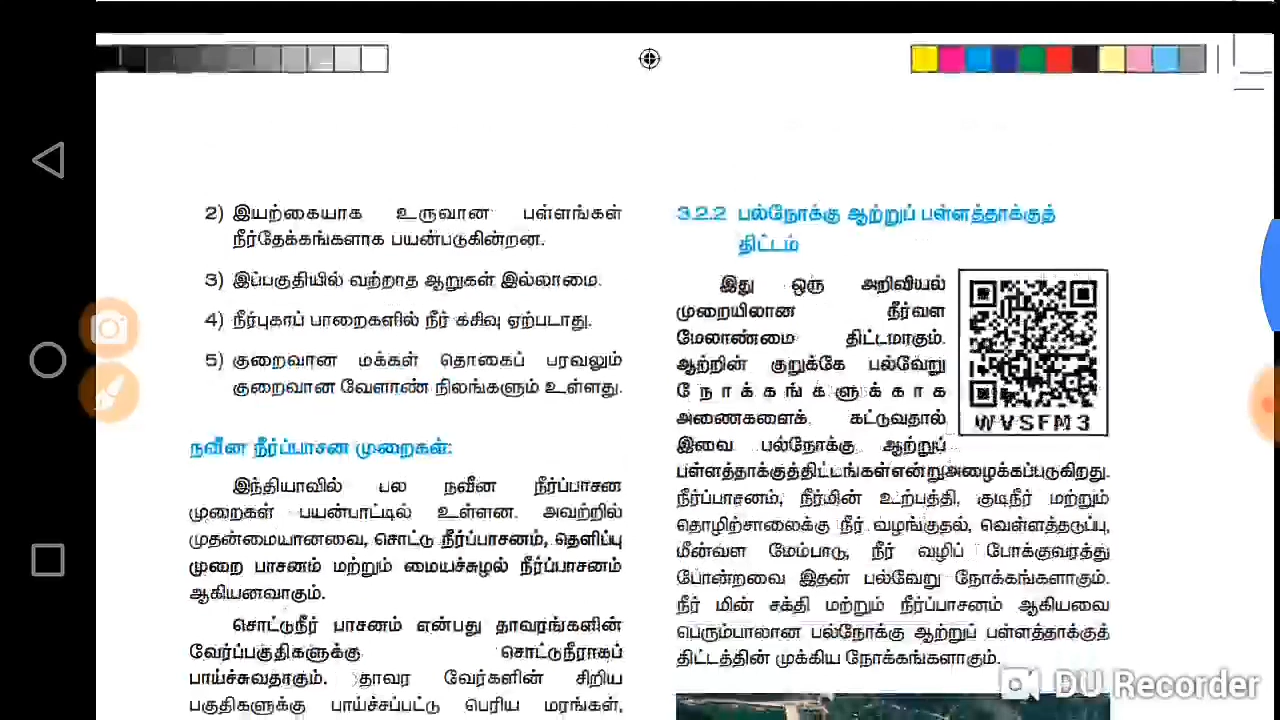 2) இயற்கையாக உருவான பள்ளங்கள்
நீர்தேக்கங்களாக பயன்படுகின்றன.
3) இப்பகுதியில் வற்றாத ஆறுகள் இல்லாமை.
4) நீர்புகாப் பாறைகளில் நீர் கசிவு ஏற்படாது.
5) குறைவான மக்கள் தொகைப் பரவலும்
குறைவான வேளாண் நிலங்களும் உள்ளது.
நவீன நீர்ப்பாசன முறைகள்:
இந்தியாவில் பல நவீன நீர்ப்பாசன
முறைகள் பயன்பாட்டில் உள்ளன. அவற்றில்
முதன்மையானவை, சொட்டு நீர்ப்பாசனம், தெளிப்பு
முறை பாசனம் மற்றும் மையச்சுழல் நீர்ப்பாசனம்
ஆகியனவாகும்.
சொட்டுநீர் பாசனம் என்பது தாவரங்களின்
வேர்ப்பகுதிகளுக்கு சொட்டுநீராகப்
பாய்ச்சுவதாகும். தாவர வேர்களின் சிறிய
பகுதிகளுக்கு பாய்ச்சப்பட்டு பெரிய மரங்கள்,
3.2.2 பல்நோக்கு ஆற்றுப் பள்ளத்தாக்குத்
திட்டம்
இது ஒரு அறிவியல்
முறையிலான நீர்வள
மேலாண்மை திட்டமாகும்.
ஆற்றின் குறுக்கே பல்வேறு
நோக்கங்களுக்காக
அணைகளைக் கட்டுவதால்
இவை பல்நோக்கு ஆற்றுப்
பள்ளத்தாக்குத்திட்டங்கள்என்றுஅழைக்கப்படுகிறது.
நீர்ப்பாசனம், நீர்மின் உற்பத்தி, குடிநீர் மற்றும்
தொழிற்சாலைக்கு நீர் வழங்குதல், வெள்ளத்தடுப்பு,
மீன்வள மேம்பாடு, நீர் வழிப் போக்குவரத்து
போன்றவை இதன் பல்வேறு நோக்கங்களாகும்.
நீர் மின் சக்தி மற்றும் நீர்ப்பாசனம் ஆகியவை
பெரும்பாலான பல்நோக்கு ஆற்றுப் பள்ளத்தாக்குத்
திட்டத்தின் முக்கிய நோக்கங்களாகும்.
WVSFM3
DU Recorder